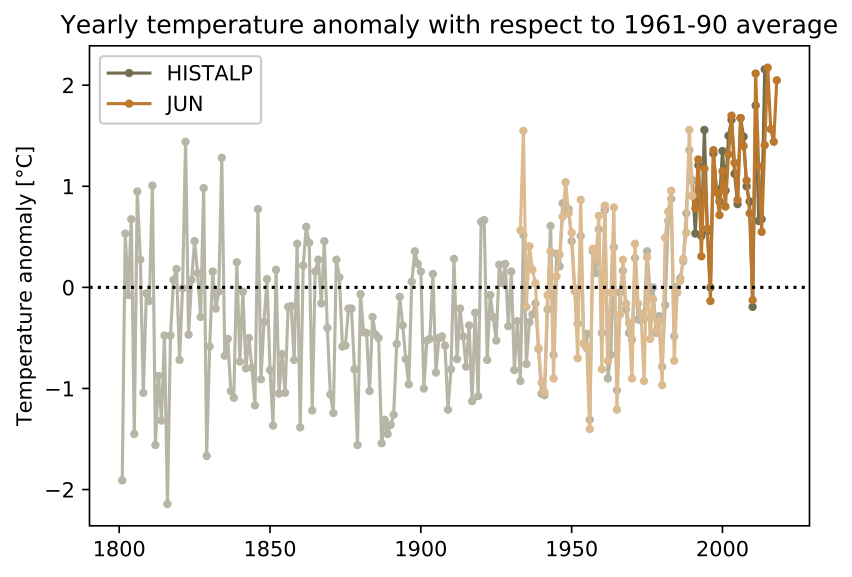 Yearly temperature anomaly with respect to 1961-90 average
HISTALP
JUN
Temperature anomaly [°C]
2
1
0
−1
−2
1800 1850 1900 1950 2000